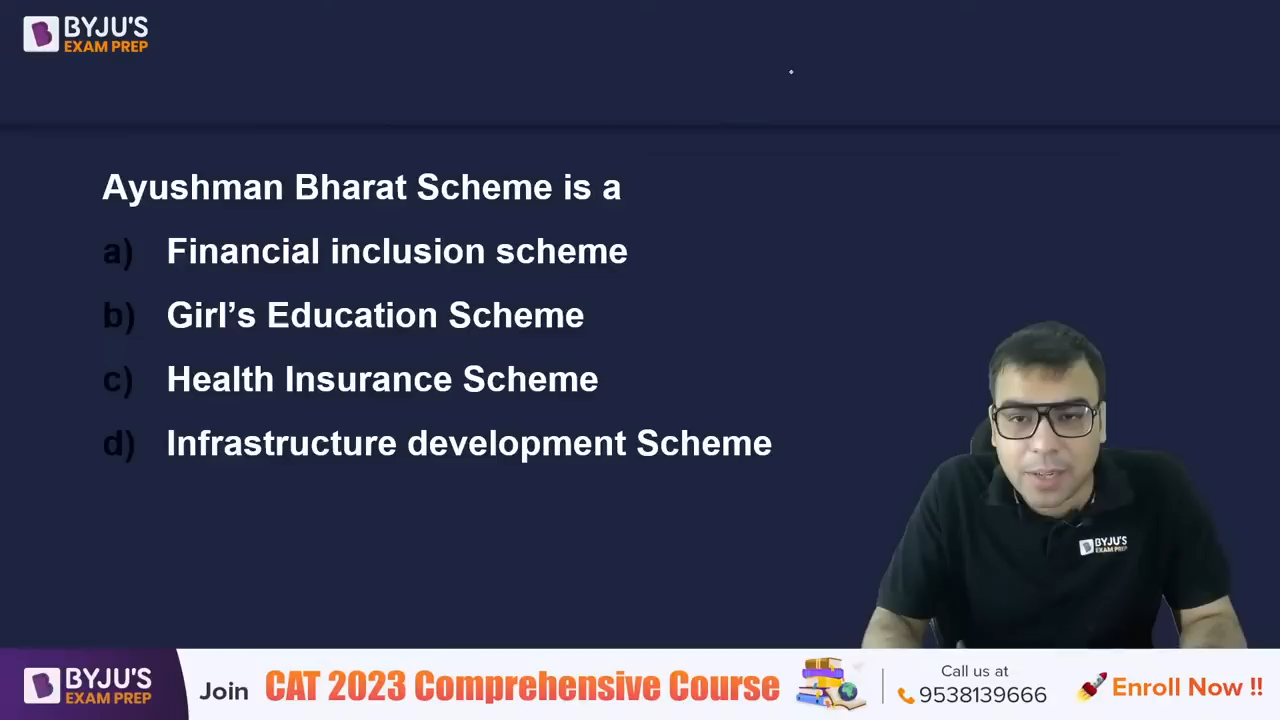 BYJU'S
EXAM PREP
Ayushman Bharat Scheme is a
a) Financial inclusion scheme
b) Girl’s Education Scheme
c) Health Insurance Scheme
d) Infrastructure development Scheme
BYJU'S
EXAM PREP
BYJU'S
EXAM PREP
Join CAT 2023 Comprehensive Course
Call us at
9538139666
Enroll Now !!